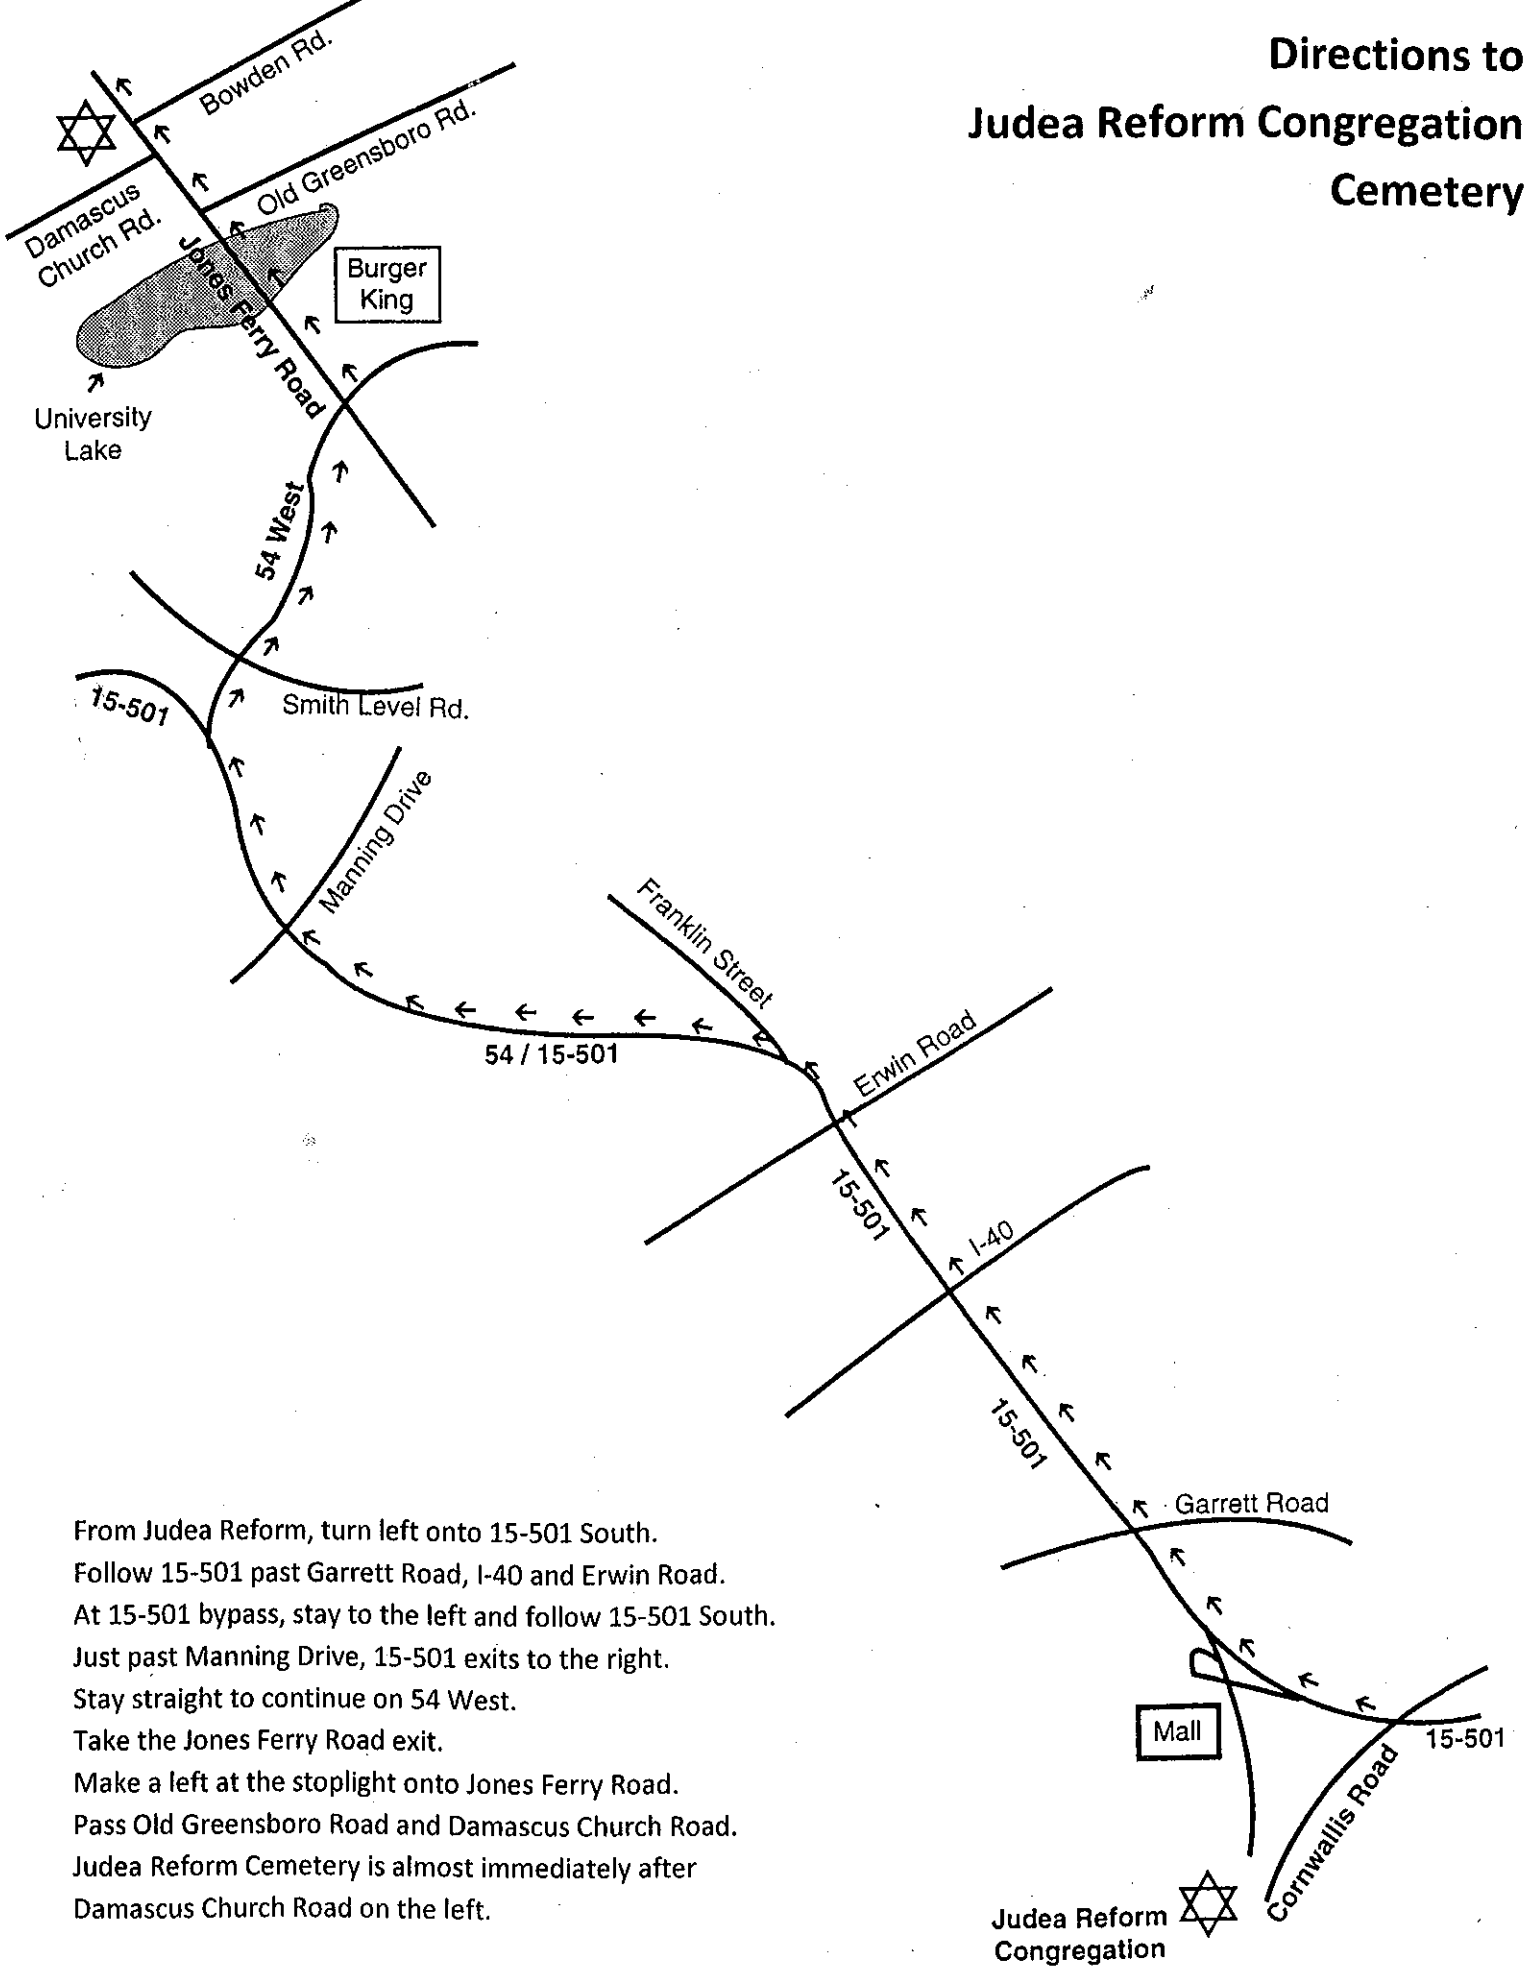 Directions to
Judea Reform Congregation
Cemetery
Bowden Rd.
Old Greensboro Rd.
Damascus
Church Rd.
Jones Ferry Road
Burger
King
University
Lake
54 West
15-501
Smith Level Rd.
Manning Drive
Franklin Street
54 / 15-501
Erwin Road
15-501
I-40
15-501
Garrett Road
From Judea Reform, turn left onto 15-501 South.
Follow 15-501 past Garrett Road, I-40 and Erwin Road.
At 15-501 bypass, stay to the left and follow 15-501 South.
Just past Manning Drive, 15-501 exits to the right.
Stay straight to continue on 54 West.
Take the Jones Ferry Road exit.
Make a left at the stoplight onto Jones Ferry Road.
Pass Old Greensboro Road and Damascus Church Road.
Judea Reform Cemetery is almost immediately after
Damascus Church Road on the left.
Mall
15-501
Cornwallis Road
Judea Reform
Congregation